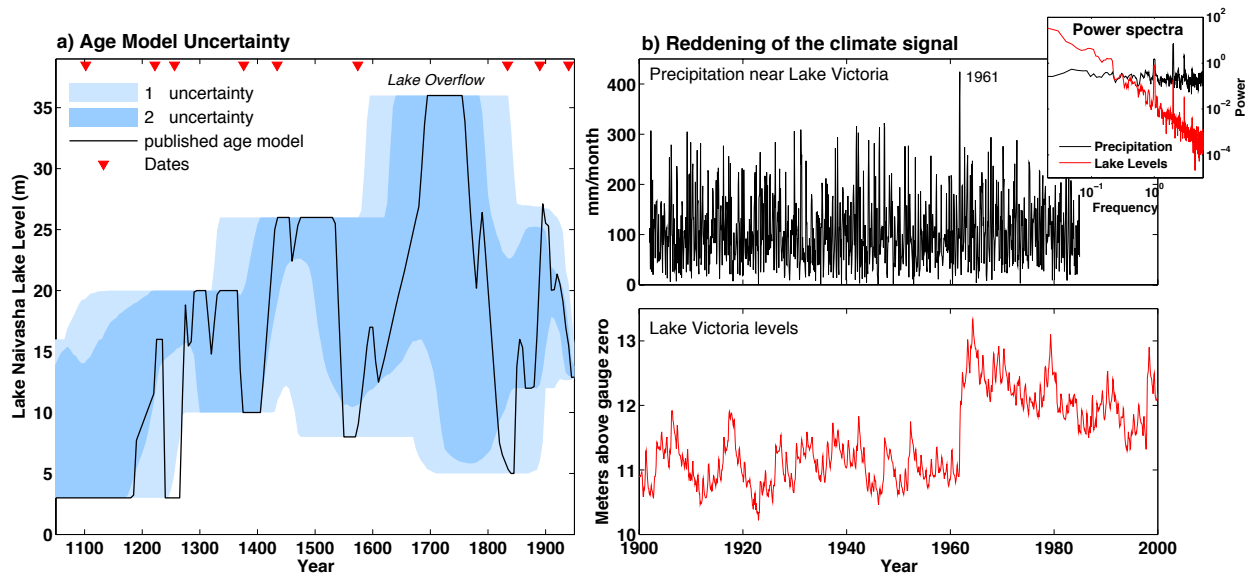 a) Age Model Uncertainty
Lake Overflow
1 uncertainty
2 uncertainty
published age model
Dates
Lake Naivasha Lake Level (m)
35
30
25
20
15
10
5
0
1100 1200 1300 1400 1500 1600 1700 1800 1900
Year
b) Reddening of the climate signal
Precipitation near Lake Victoria
1961
mm/month
400
300
200
100
0
Power spectra
Precipitation
Lake Levels
10^2
10^0
10^-2
10^-4
Power
10^-1 10^0
Frequency
Lake Victoria levels
Meters above gauge zero
13
12
11
10
1900 1920 1940 1960 1980 2000
Year